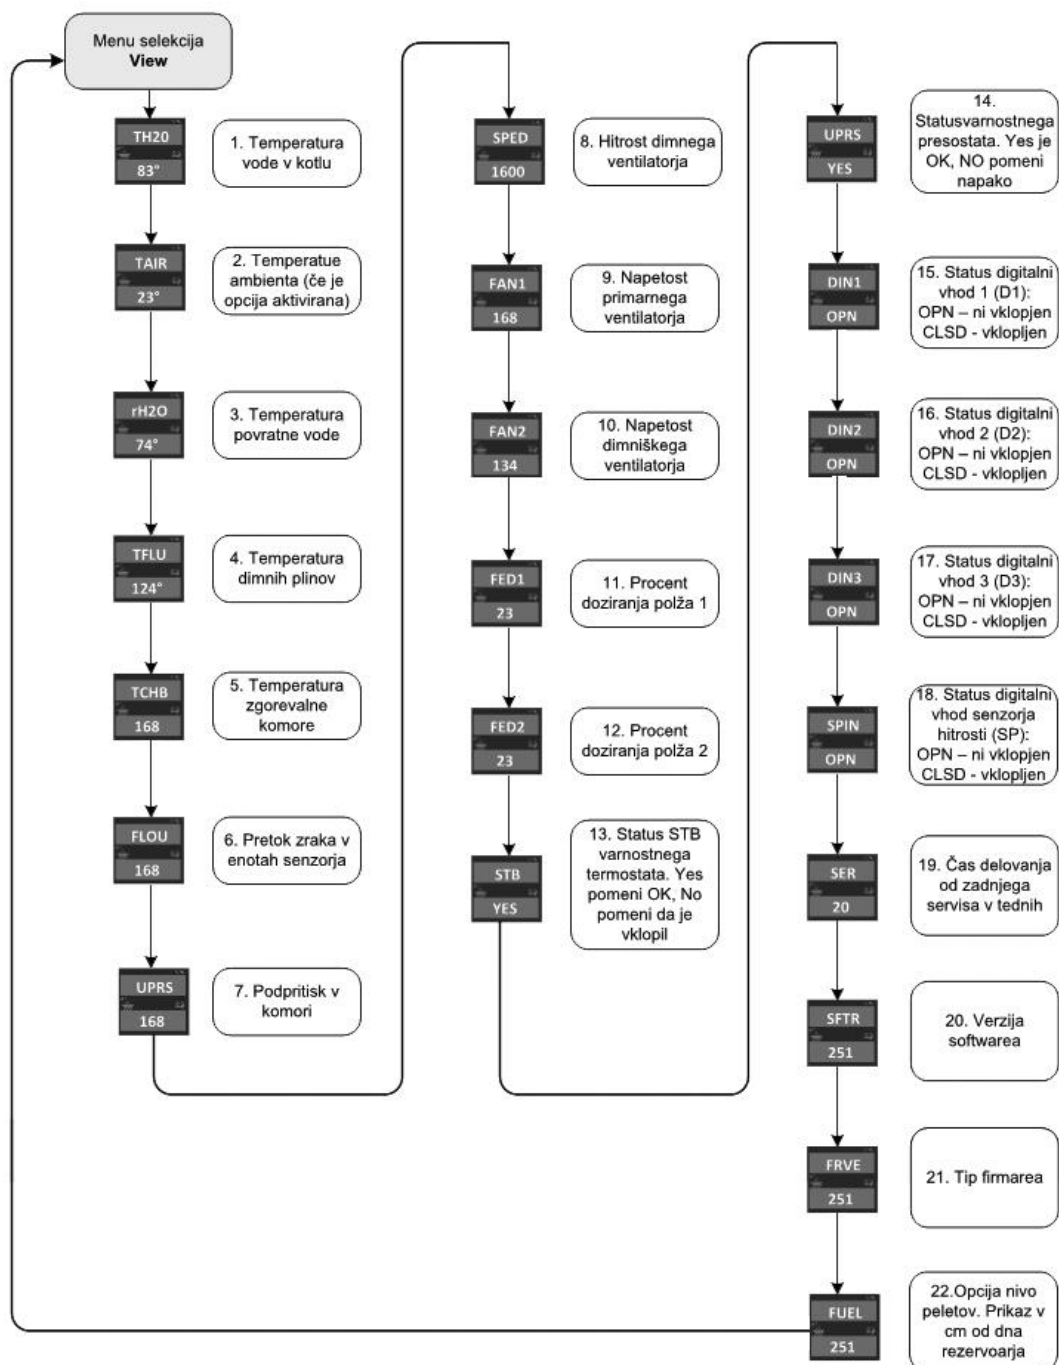 Menu selekcija
View
TH20
83°
1. Temperatura
vode v kotlu
TAIR
23°
2. Temperatue
ambienta (če je
opcija aktivirana)
rH2O
74°
3. Temperatura
povratne vode
TFLU
124°
4. Temperatura
dimnih plinov
TCHB
168
5. Temperatura
zgorevalne
komore
FLOU
168
6. Pretok zraka v
enotah senzorja
UPRS
168
7. Podpritisk v
komori
SPED
1600
8. Hitrost dimnega
ventilatorja
FAN1
168
9. Napetost
primarnega
ventilatorja
FAN2
134
10. Napetost
dimniškega
ventilatorja
FED1
23
11. Procent
doziranja polža 1
FED2
23
12. Procent
doziranja polža 2
STB
YES
13. Status STB
varnostnega
termostata. Yes
pomeni OK, No
pomeni da je
vklopil
UPRS
YES
14.
Statusvarnostnega
presostata. Yes je
OK, NO pomeni
napako
DIN1
OPN
15. Status digitalni
vhod 1 (D1):
OPN – ni vklopjen
CLSD - vklopljen
DIN2
OPN
16. Status digitalni
vhod 2 (D2):
OPN – ni vklopjen
CLSD - vklopljen
DIN3
OPN
17. Status digitalni
vhod 3 (D3):
OPN – ni vklopjen
CLSD - vklopljen
SPIN
OPN
18. Status digitalni
vhod senzorja
hitrosti (SP):
OPN – ni vklopjen
CLSD - vklopljen
SER
20
19. Čas delovanja
od zadnjega
servisa v tednih
SFTR
251
20. Verzija
softwarea
FRVE
251
21. Tip firmarea
FUEL
251
22.Opcija nivo
peletov. Prikaz v
cm od dna
rezervoarja